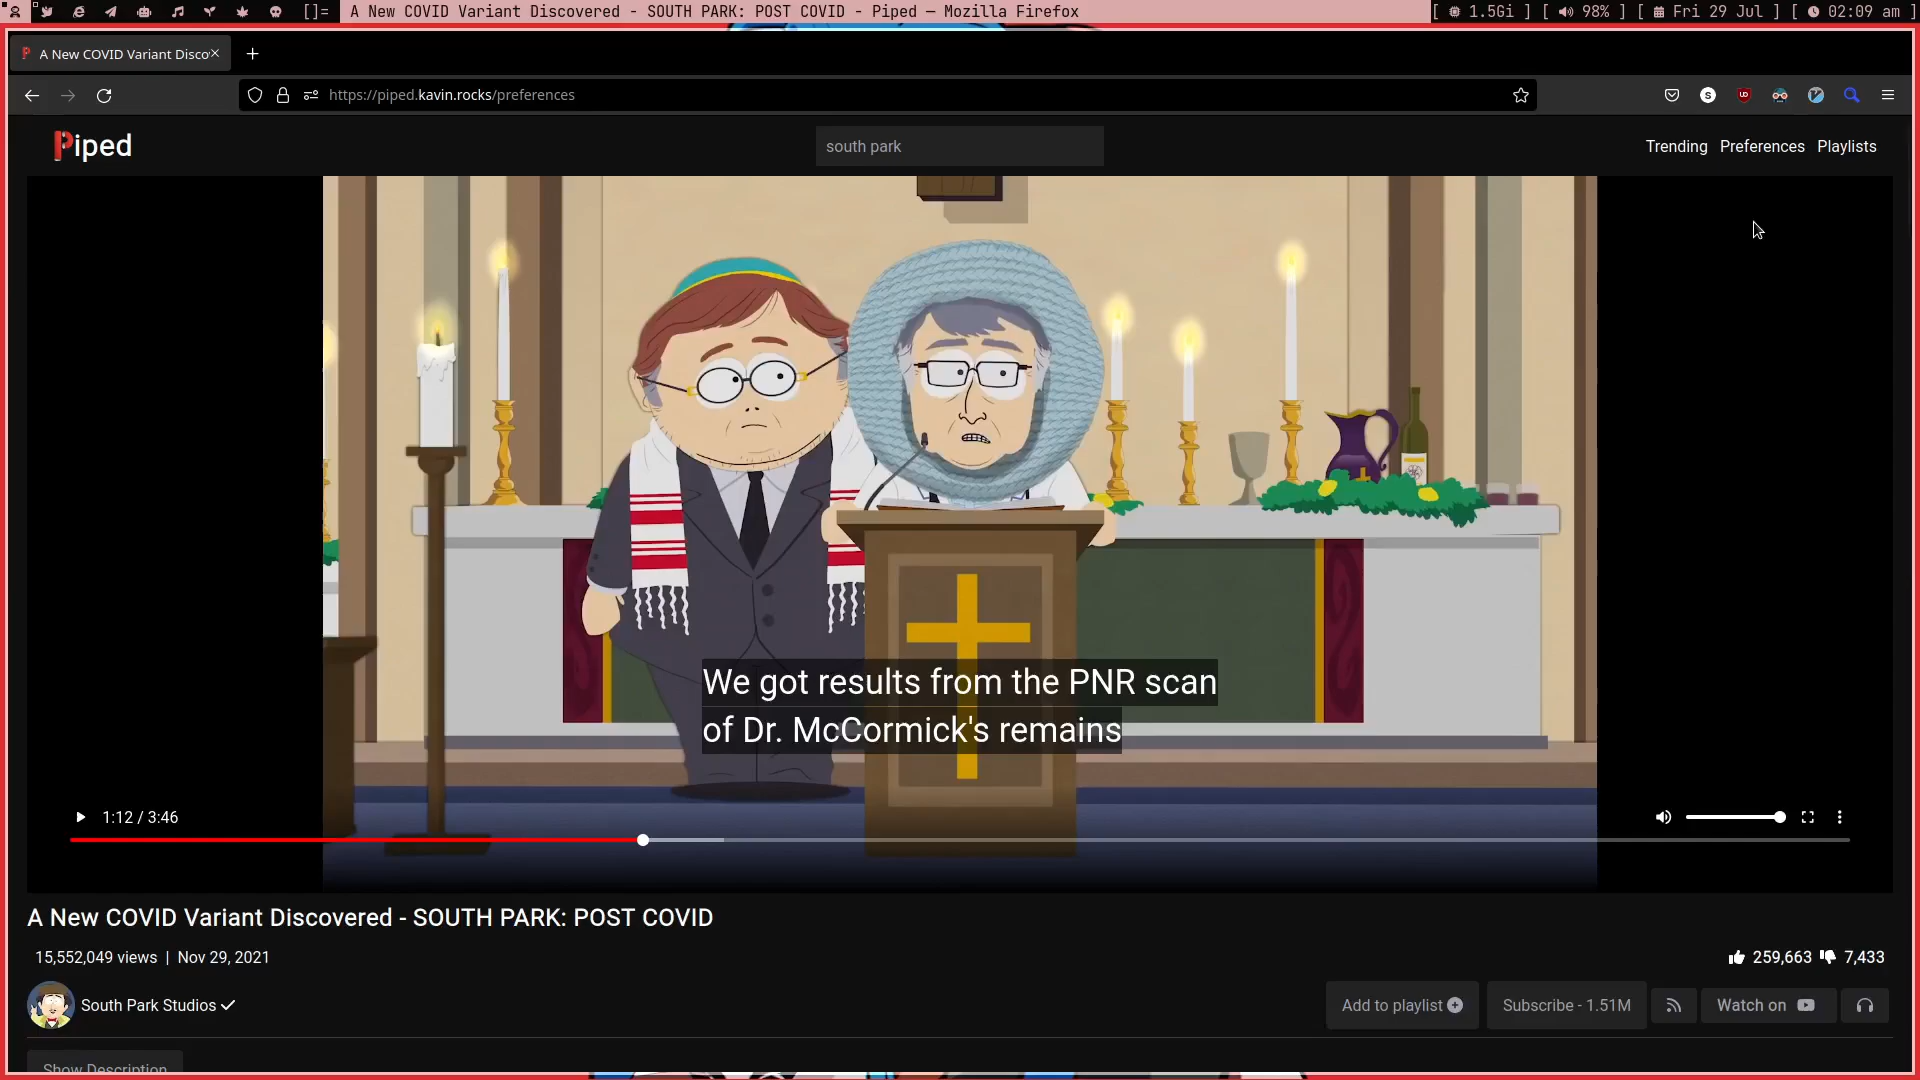 []= A New COVID Variant Discovered - SOUTH PARK: POST COVID - Piped — Mozilla Firefox [ 1.5Gi ] [ 98% ] [ Fri 29 Jul ] [ 02:09 am ]
A New COVID Variant Disco
https://piped.kavin.rocks/preferences
Piped south park Trending Preferences Playlists
We got results from the PNR scan
of Dr. McCormick's remains
1:12 / 3:46
A New COVID Variant Discovered - SOUTH PARK: POST COVID
15,552,049 views | Nov 29, 2021 259,663 7,433
South Park Studios Add to playlist Subscribe - 1.51M Watch on
Show Description